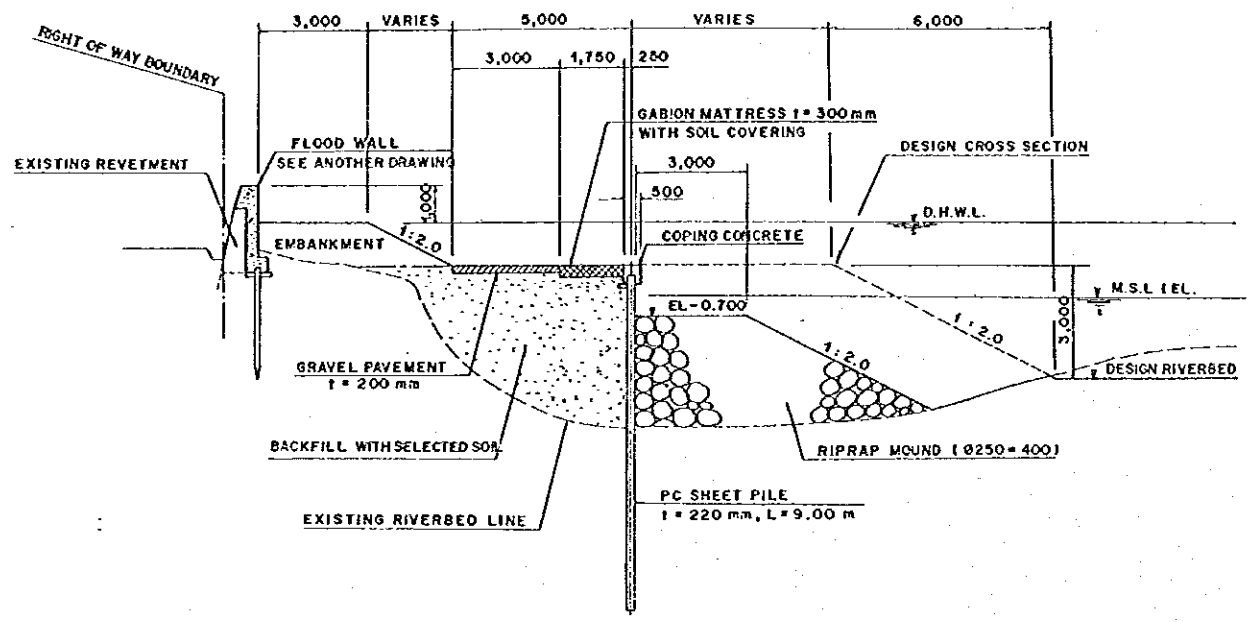 3,000 VARIES 5,000 VARIES 6,000
3,000 1,750 250
RIGHT OF WAY BOUNDARY
GABION MATTRESS t = 300 mm
WITH SOIL COVERING
FLOOD WALL
SEE ANOTHER DRAWING
DESIGN CROSS SECTION
EXISTING REVETMENT
3,000
500
1,000
D.H.W.L.
COPING CONCRETE
1:2.0
EMBANKMENT
M.S.L
EL-0.700
3,000
1:2.0
1:2.0
GRAVEL PAVEMENT
t = 200 mm
DESIGN RIVERBED
BACKFILL WITH SELECTED SOIL
RIPRAP MOUND (Ø250=400)
PC SHEET PILE
t = 220 mm, L = 9.00 m
EXISTING RIVERBED LINE